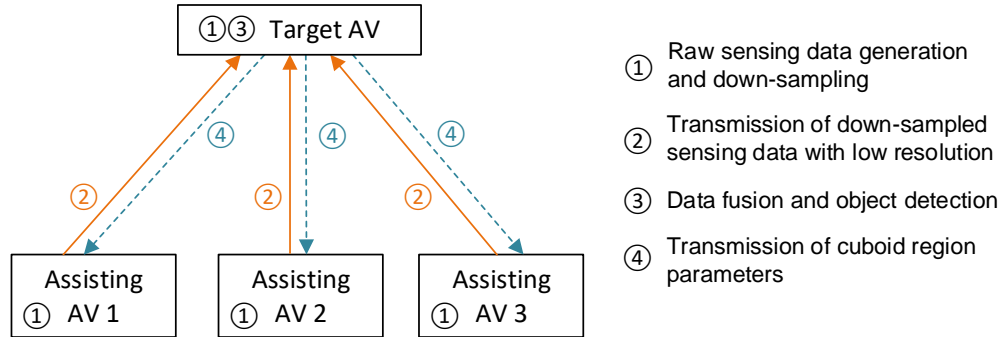 ①③ Target AV
④ ④ ④
② ② ②
Assisting
① AV 1
Assisting
① AV 2
Assisting
① AV 3
① Raw sensing data generation
and down-sampling
② Transmission of down-sampled
sensing data with low resolution
③ Data fusion and object detection
④ Transmission of cuboid region
parameters